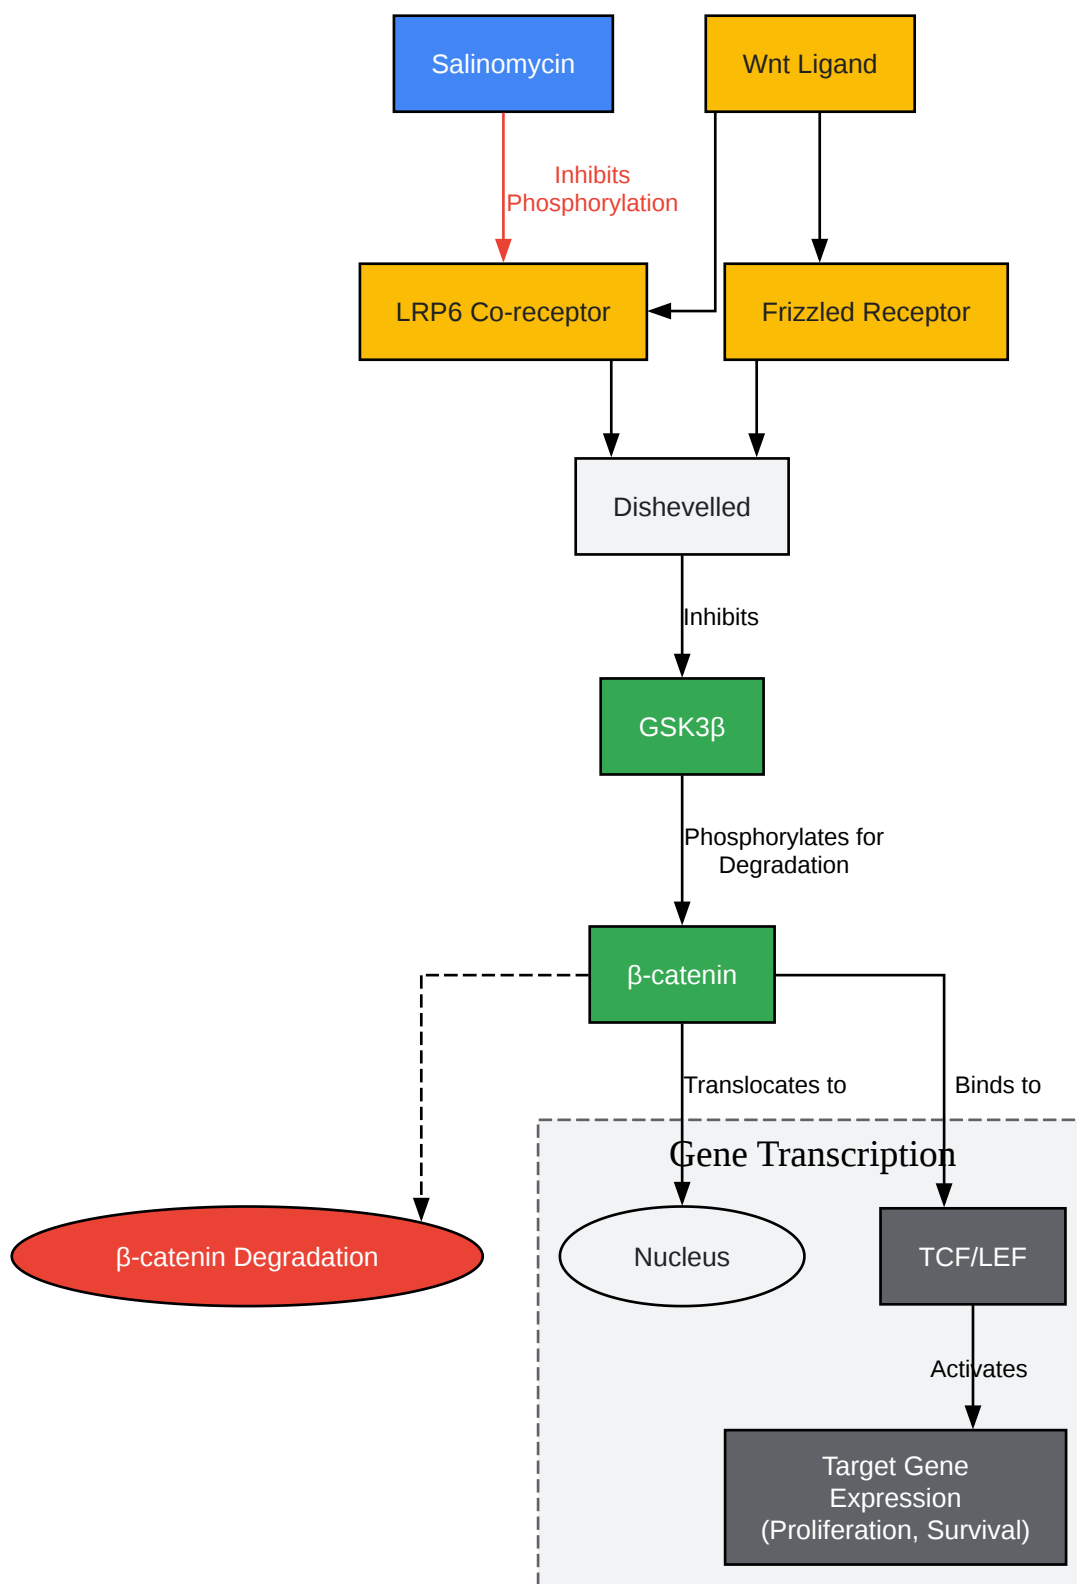 Salinomycin
Wnt Ligand
Inhibits
Phosphorylation
LRP6 Co-receptor
Frizzled Receptor
Dishevelled
Inhibits
GSK3β
Phosphorylates for
Degradation
β-catenin
Translocates to
Binds to
Gene Transcription
β-catenin Degradation
Nucleus
TCF/LEF
Activates
Target Gene
Expression
(Proliferation, Survival)